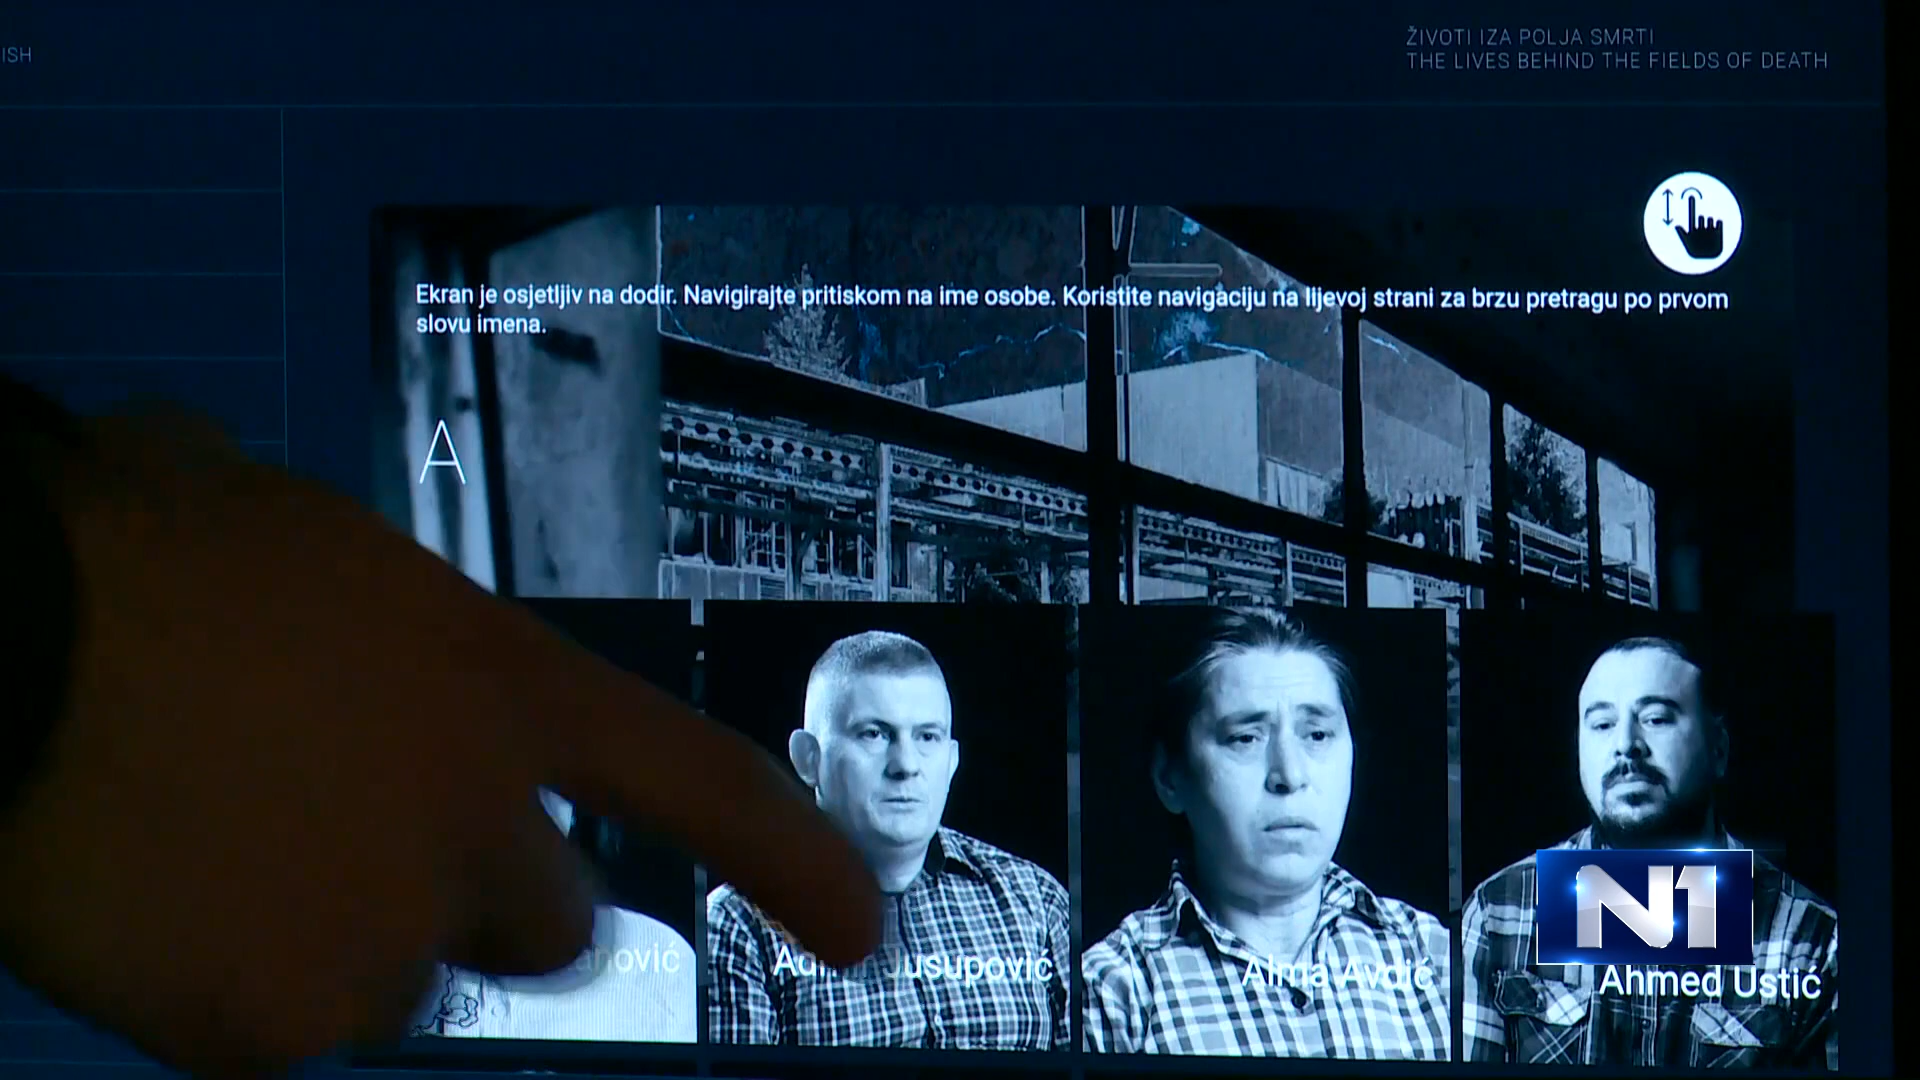 ISH
ŽIVOTI IZA POLJA SMRTI
THE LIVES BEHIND THE FIELDS OF DEATH
Ekran je osjetljiv na dodir. Navigirajte pritiskom na ime osobe. Koristite navigaciju na lijevoj strani za brzu pretragu po prvom
slovu imena.
A
anović
Jusupović
Alma Avdić
Ahmed Ustić
N1